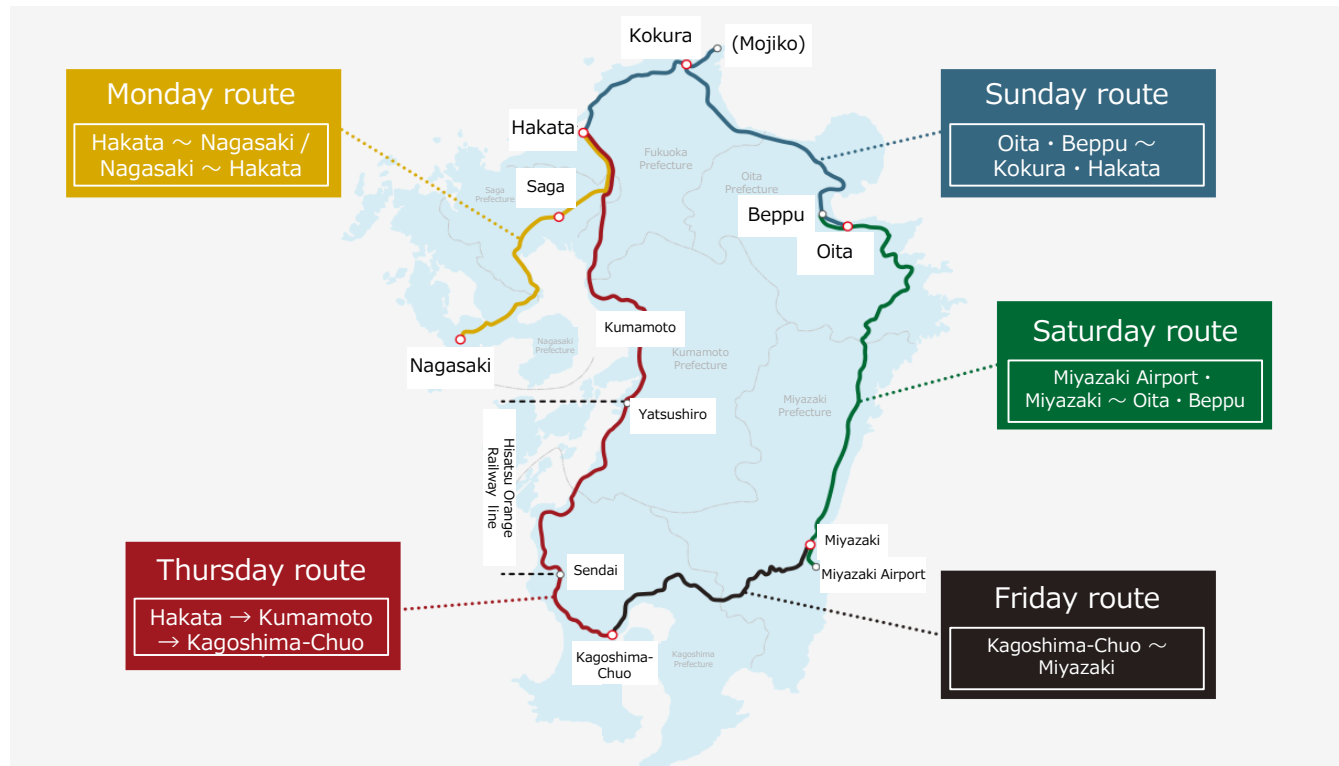 Kokura
(Mojiko)
Monday route
Hakata ～ Nagasaki /
Nagasaki ～ Hakata
Sunday route
Oita・Beppu ～
Kokura・Hakata
Hakata
Fukuoka
Prefecture
Oita
Prefecture
Saga
Prefecture
Saga
Beppu
Oita
Saturday route
Miyazaki Airport・
Miyazaki ～ Oita・Beppu
Kumamoto
Nagasaki
Prefecture
Kumamoto
Prefecture
Nagasaki
Miyazaki
Prefecture
Yatsushiro
Hisatsu Orange
Railway line
Thursday route
Hakata → Kumamoto
→ Kagoshima-Chuo
Sendai
Miyazaki
Miyazaki Airport
Friday route
Kagoshima-Chuo ～
Miyazaki
Kagoshima-
Chuo
Kagoshima
Prefecture